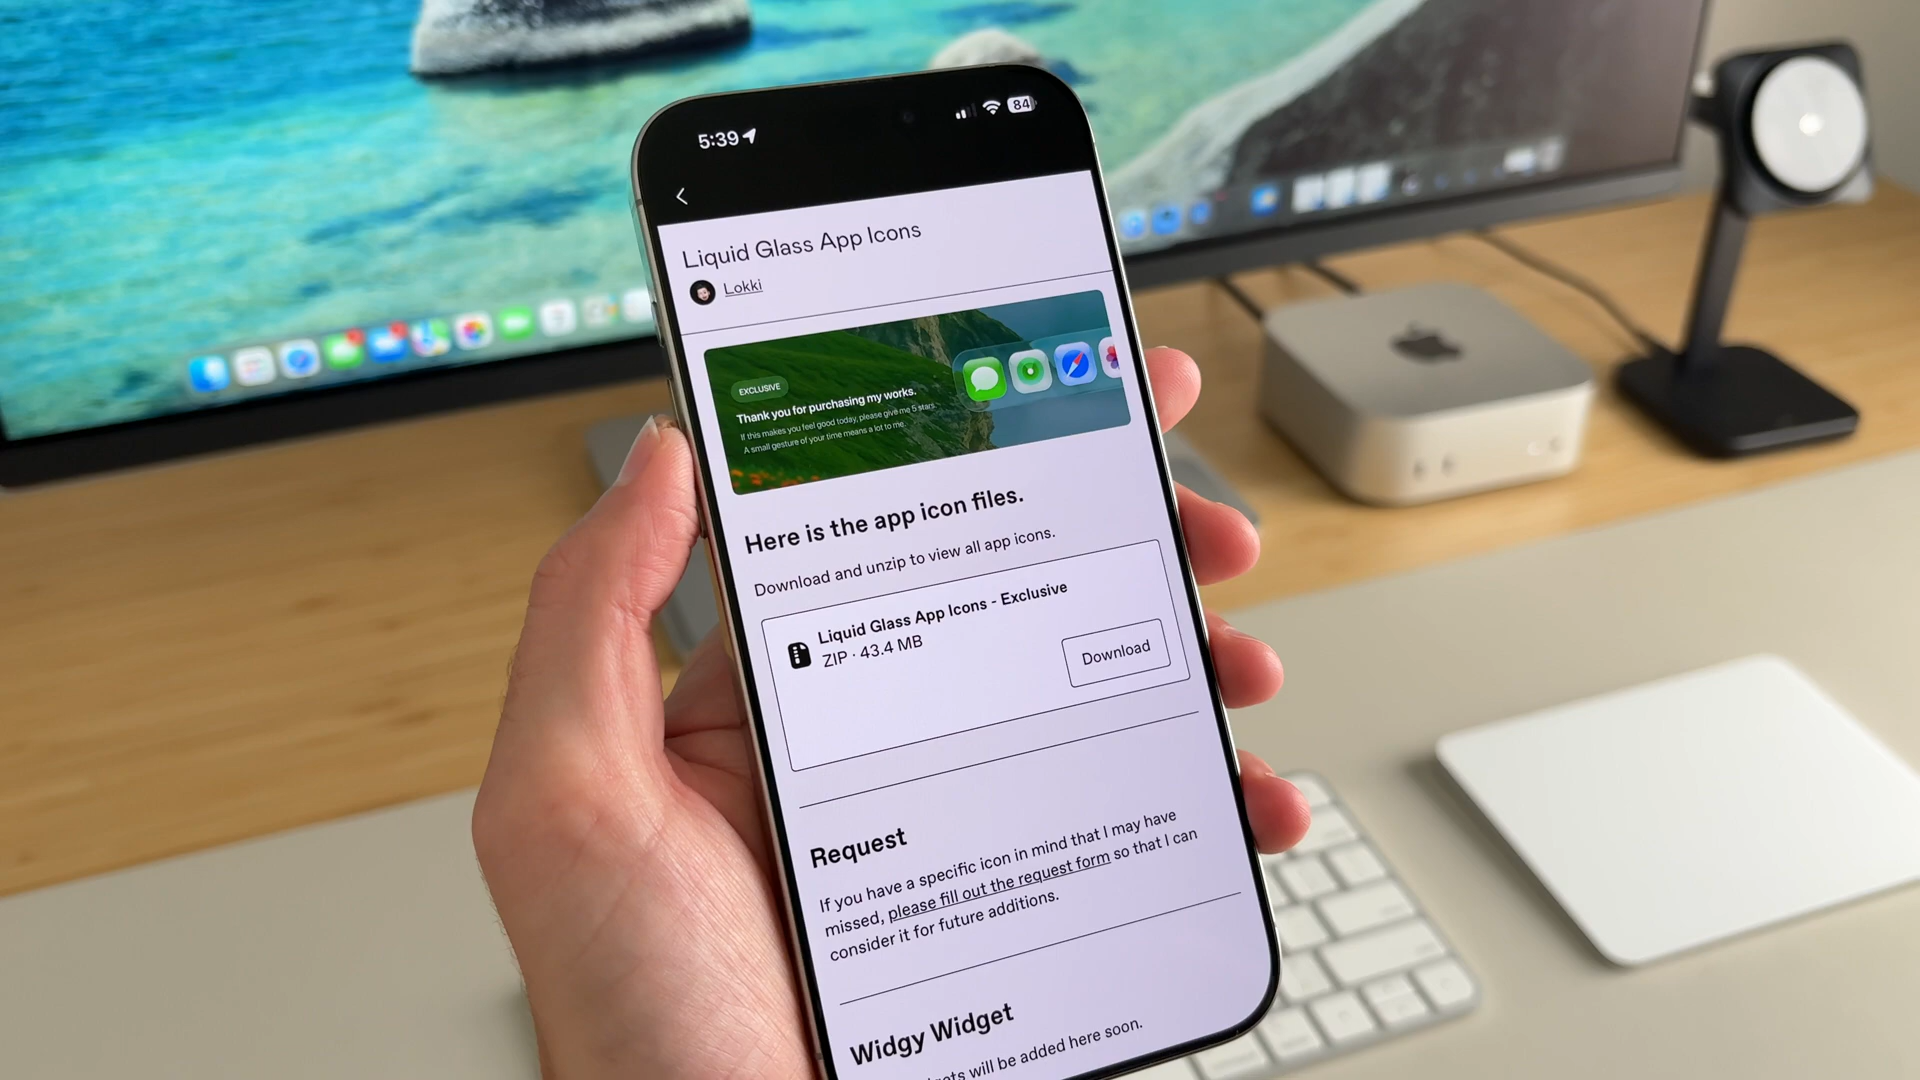 5:39
84
Liquid Glass App Icons
Lokki
EXCLUSIVE
Thank you for purchasing my works.
If this makes you feel good today, please give me 5 stars.
A small gesture of your time means a lot to me.
Here is the app icon files.
Download and unzip to view all app icons.
Liquid Glass App Icons - Exclusive
ZIP · 43.4 MB
Download
Request
If you have a specific icon in mind that I may have
missed, please fill out the request form so that I can
consider it for future additions.
Widgy Widget
will be added here soon.